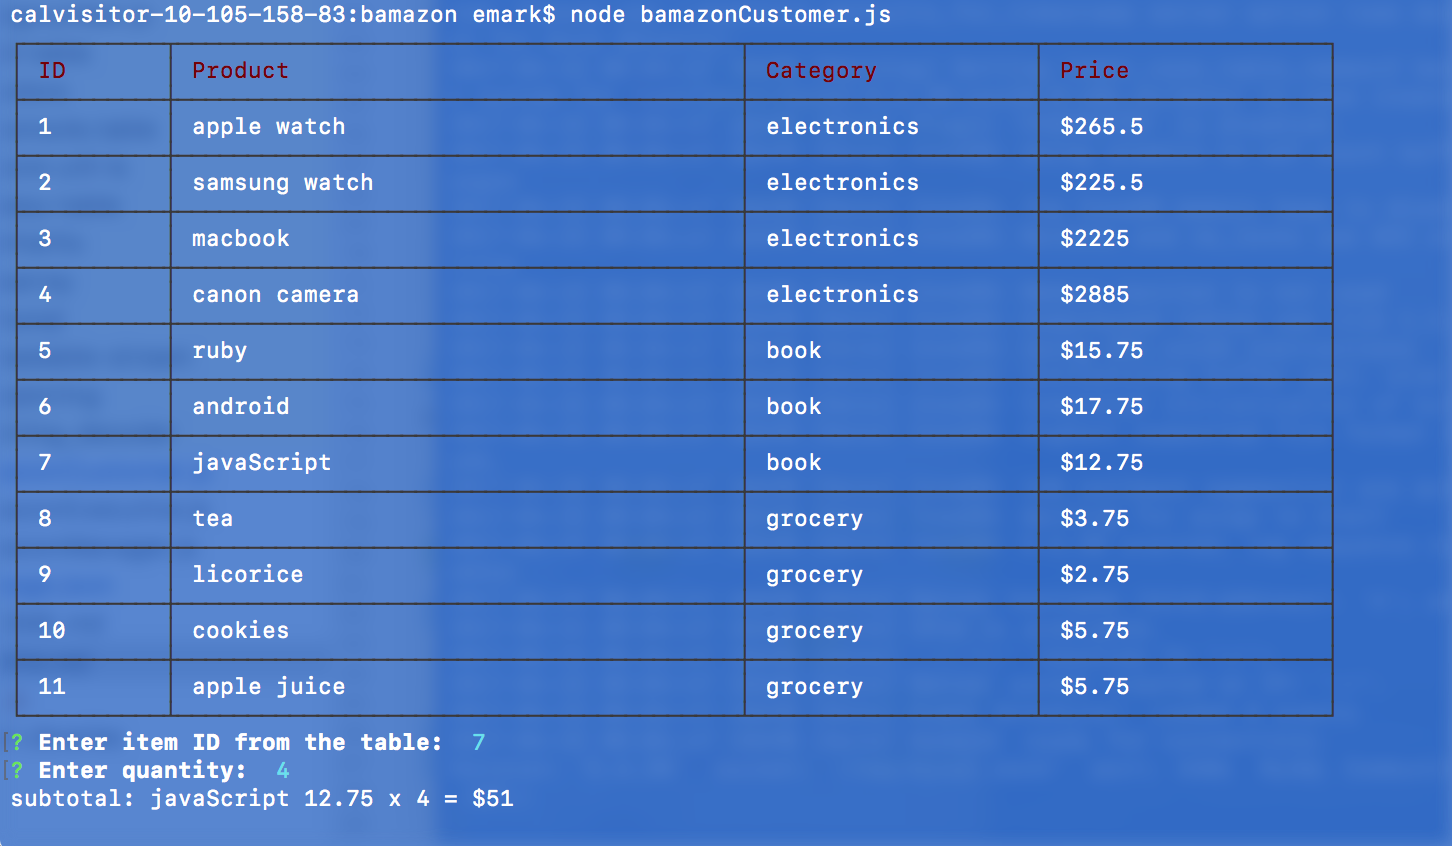 calvisitor-10-105-158-83:bamazon emark$ node bamazonCustomer.js
ID Product Category Price
1 apple watch electronics $265.5
2 samsung watch electronics $225.5
3 macbook electronics $2225
4 canon camera electronics $2885
5 ruby book $15.75
6 android book $17.75
7 javaScript book $12.75
8 tea grocery $3.75
9 licorice grocery $2.75
10 cookies grocery $5.75
11 apple juice grocery $5.75
[? Enter item ID from the table: 7
[? Enter quantity: 4
subtotal: javaScript 12.75 x 4 = $51